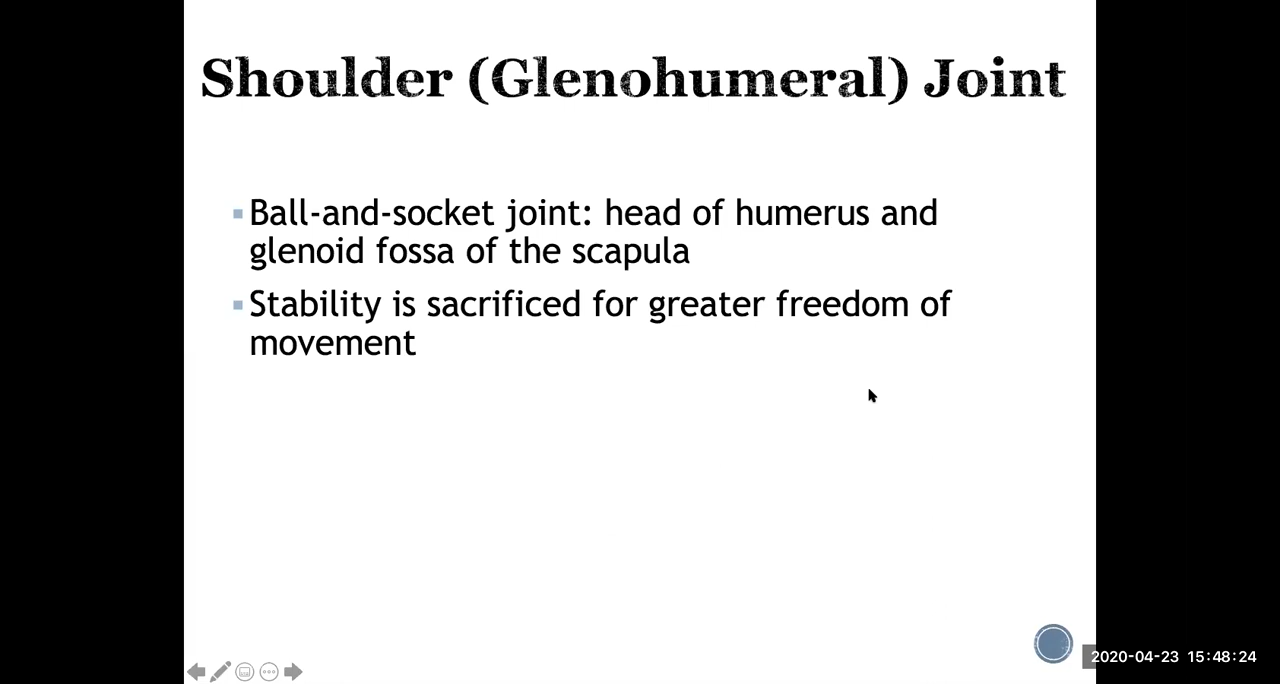 Shoulder (Glenohumeral) Joint
Ball-and-socket joint: head of humerus and
glenoid fossa of the scapula
Stability is sacrificed for greater freedom of
movement
2020-04-23 15:48:24